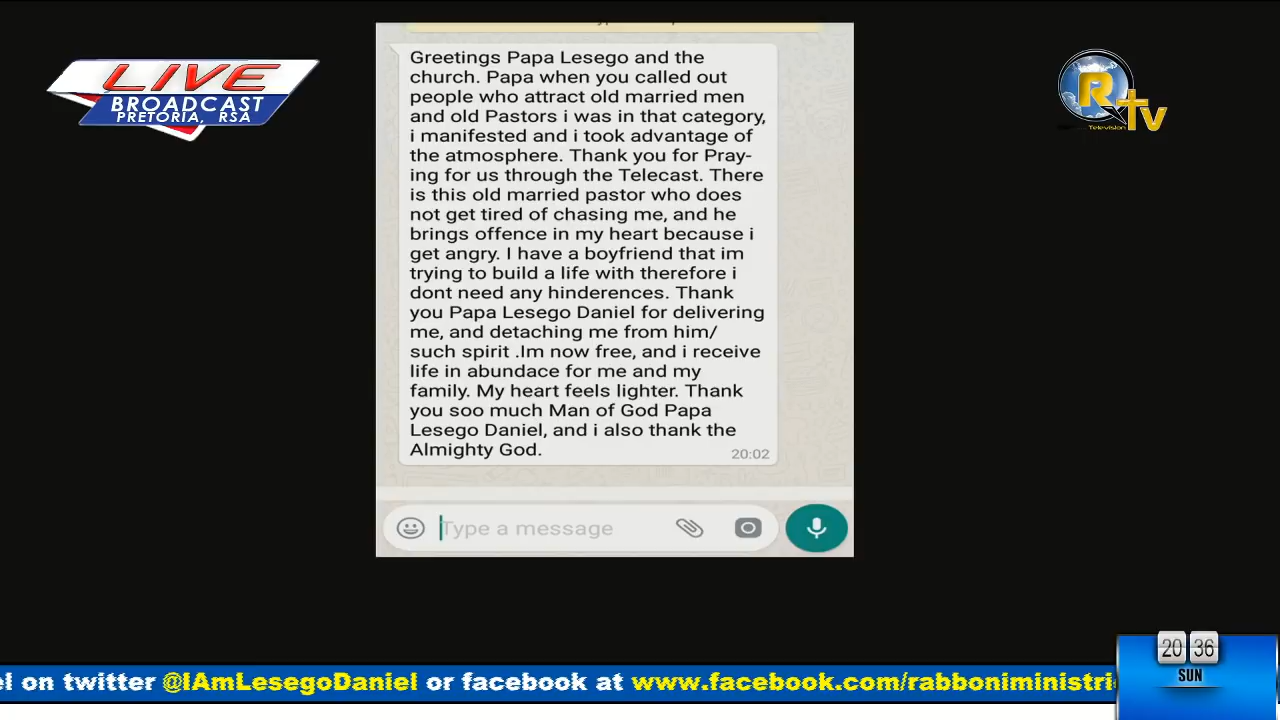 LIVE
BROADCAST
PRETORIA, RSA
R
tv
Television
Greetings Papa Lesego and the
church. Papa when you called out
people who attract old married men
and old Pastors i was in that category,
i manifested and i took advantage of
the atmosphere. Thank you for Pray-
ing for us through the Telecast. There
is this old married pastor who does
not get tired of chasing me, and he
brings offence in my heart because i
get angry. I have a boyfriend that im
trying to build a life with therefore i
dont need any hinderences. Thank
you Papa Lesego Daniel for delivering
me, and detaching me from him/
such spirit .Im now free, and i receive
life in abundace for me and my
family. My heart feels lighter. Thank
you soo much Man of God Papa
Lesego Daniel, and i also thank the
Almighty God.
20:02
Type a message
20 36
SUN
el on twitter @IAmLesegoDaniel or facebook at www.facebook.com/rabboniministri